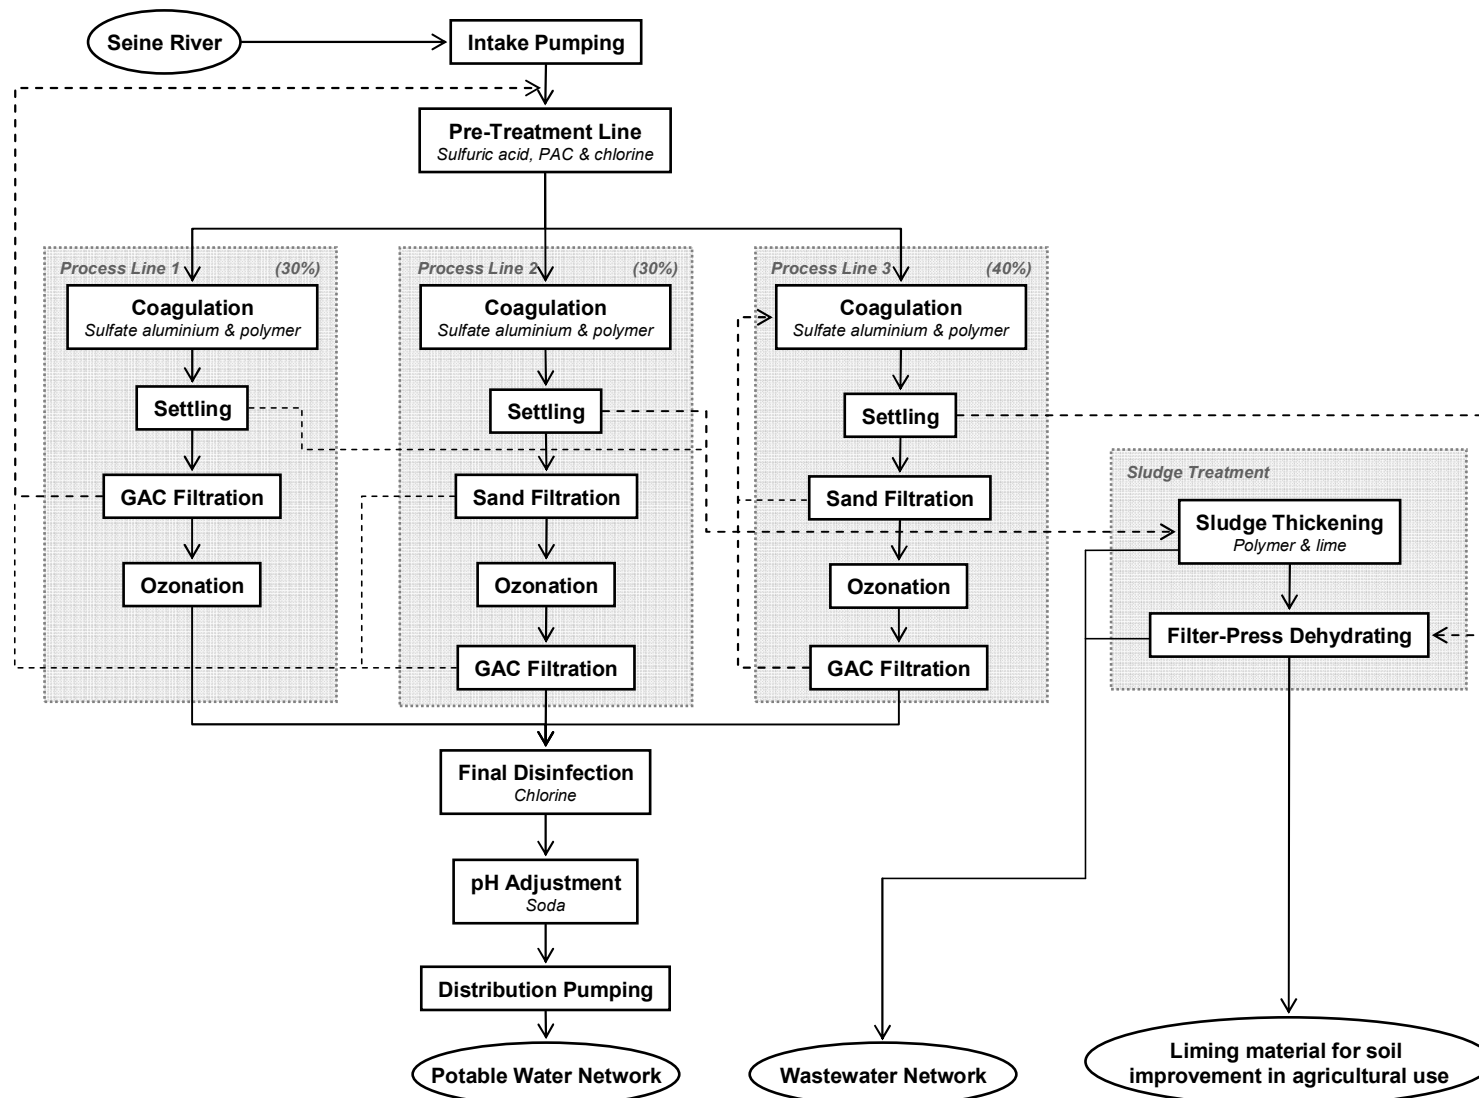 Seine River
Intake Pumping
Pre-Treatment Line
Sulfuric acid, PAC & chlorine
Process Line 1 (30%)
Coagulation
Sulfate aluminium & polymer
Settling
GAC Filtration
Ozonation
Process Line 2 (30%)
Coagulation
Sulfate aluminium & polymer
Settling
Sand Filtration
Ozonation
GAC Filtration
Process Line 3 (40%)
Coagulation
Sulfate aluminium & polymer
Settling
Sand Filtration
Ozonation
GAC Filtration
Sludge Treatment
Sludge Thickening
Polymer & lime
Filter-Press Dehydrating
Final Disinfection
Chlorine
pH Adjustment
Soda
Distribution Pumping
Potable Water Network
Wastewater Network
Liming material for soil
improvement in agricultural use